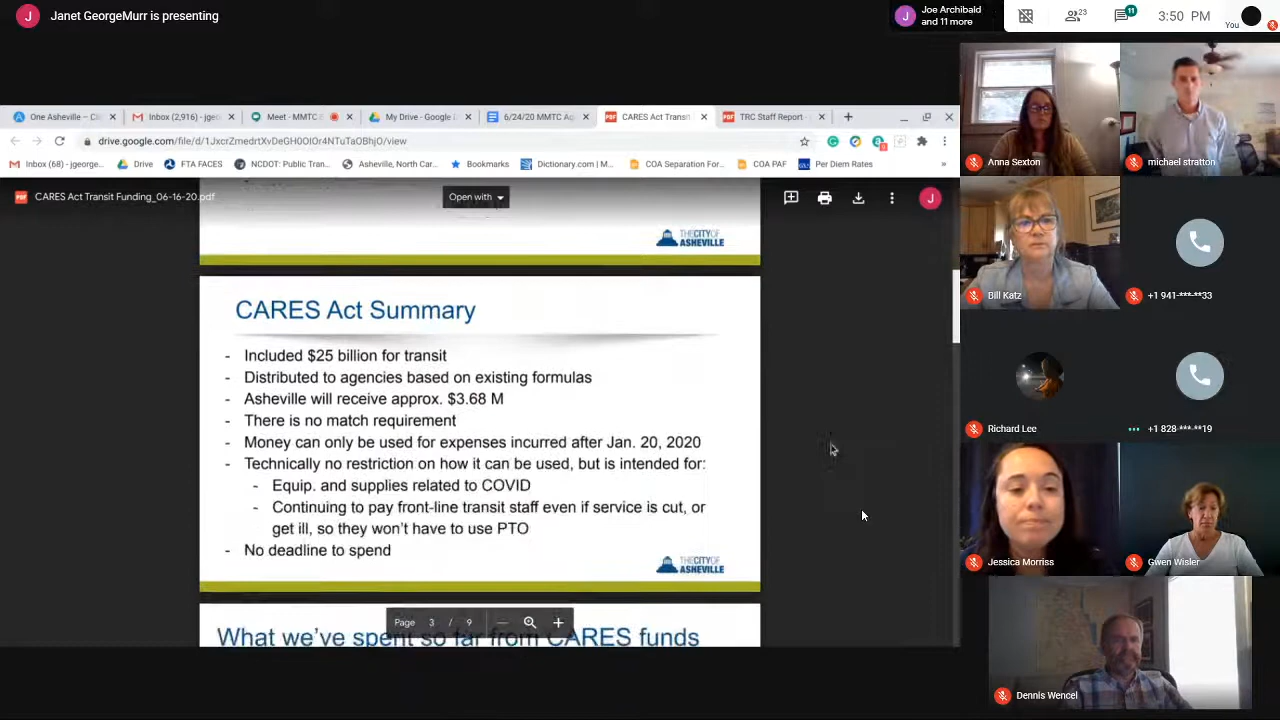 J
Janet GeorgeMurr is presenting
J
Joe Archibald
and 11 more
23
11
3:50 PM
You
One Asheville – C
Inbox (2,916) - jge
Meet - MMTC
My Drive - Google
6/24/20 MMTC Ag
CARES Act Transit
TRC Staff Report -
drive.google.com/file/d/1JxcrZmedrtXvDeGH0OIOr4NTuTaOBhjO/view
Inbox (68) - jgeorge...
Drive
FTA FACES
NCDOT: Public Tran...
Asheville, North Car...
Bookmarks
Dictionary.com | M...
COA Separation For...
COA PAF
Per Diem Rates
»
PDF
CARES Act Transit Funding_06-16-20.pdf
Open with
J
THE CITY OF
ASHEVILLE
CARES Act Summary
- Included $25 billion for transit
- Distributed to agencies based on existing formulas
- Asheville will receive approx. $3.68 M
- There is no match requirement
- Money can only be used for expenses incurred after Jan. 20, 2020
- Technically no restriction on how it can be used, but is intended for:
- Equip. and supplies related to COVID
- Continuing to pay front-line transit staff even if service is cut, or
get ill, so they won't have to use PTO
- No deadline to spend
THE CITY OF
ASHEVILLE
What we've spent so far from CARES funds
Page 3 / 9
Anna Sexton
michael stratton
Bill Katz
+1 941-***-**33
Richard Lee
+1 828-***-**19
Jessica Morriss
Gwen Wisler
Dennis Wencel